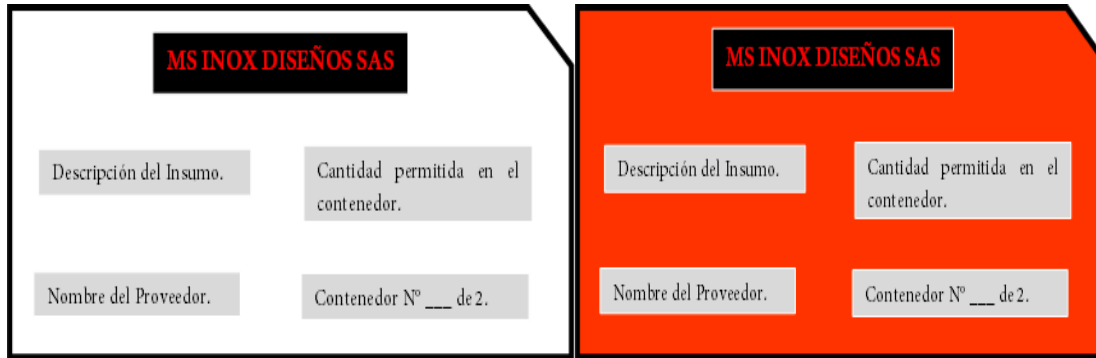 MS INOX DISEÑOS SAS
Descripción del Insumo.
Cantidad permitida en el
contenedor.
Nombre del Proveedor.
Contenedor Nº ___ de 2.
MS INOX DISEÑOS SAS
Descripción del Insumo.
Cantidad permitida en el
contenedor.
Nombre del Proveedor.
Contenedor Nº ___ de 2.